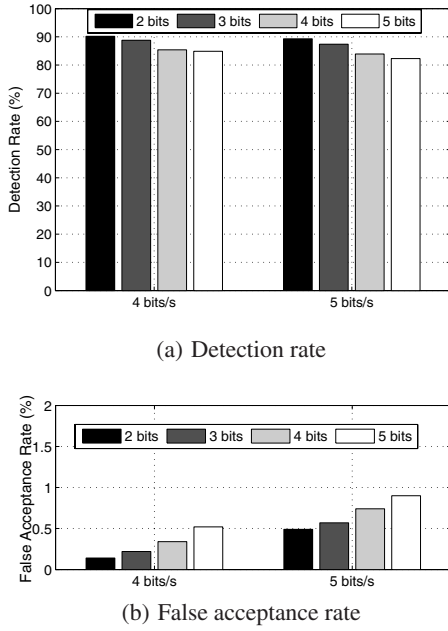 100
90
80
70
60
50
40
30
20
10
0
Detection Rate (%)
2 bits 3 bits 4 bits 5 bits
4 bits/s 5 bits/s
(a) Detection rate
2
1.5
1
0.5
0
False Acceptance Rate (%)
2 bits 3 bits 4 bits 5 bits
4 bits/s 5 bits/s
(b) False acceptance rate